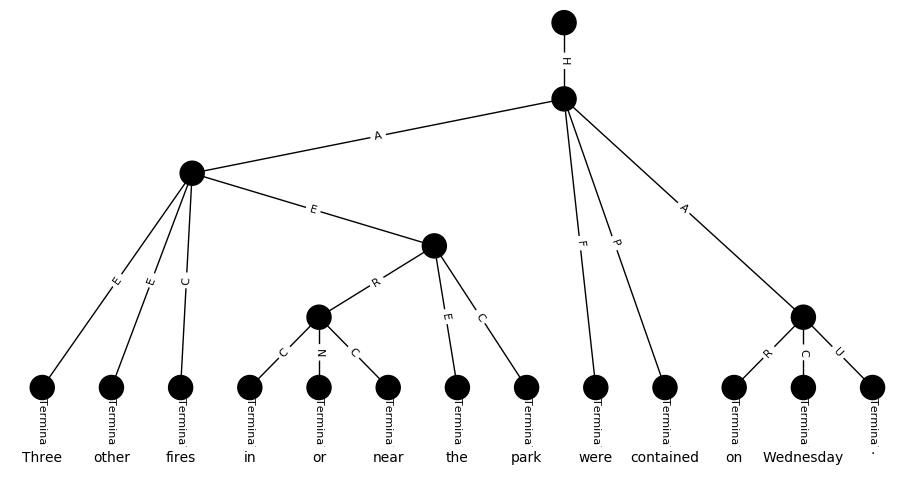 H
A
E
R
A
F
P
E
E
C
E
C
C
N
C
R
C
U
Termina Termina Termina Termina Termina Termina Termina Termina Termina Termina Termina Termina Termina
Three other fires in or near the park were contained on Wednesday .